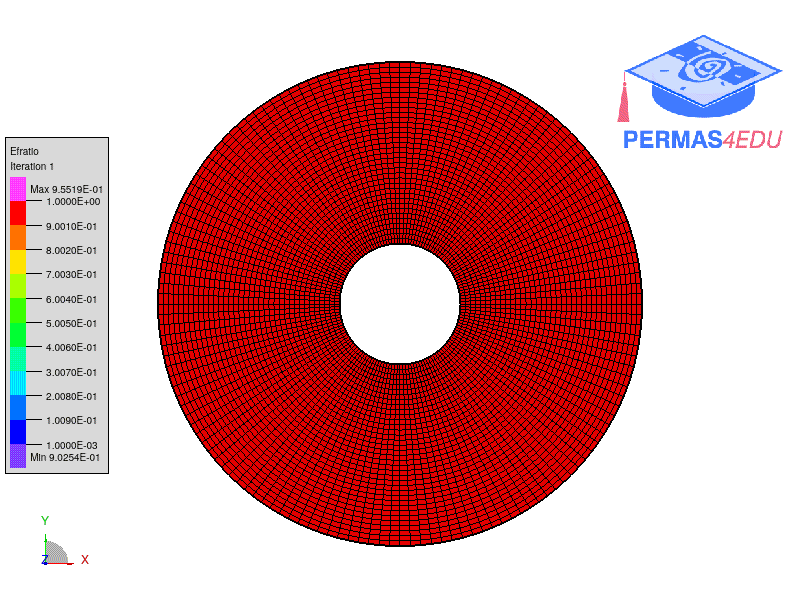 PERMAS4EDU
Efratio
Iteration 1
Max 9.5519E-01
1.0000E+00
9.0010E-01
8.0020E-01
7.0030E-01
6.0040E-01
5.0050E-01
4.0060E-01
3.0070E-01
2.0080E-01
1.0090E-01
1.0000E-03
Min 9.0254E-01
Y
Z X